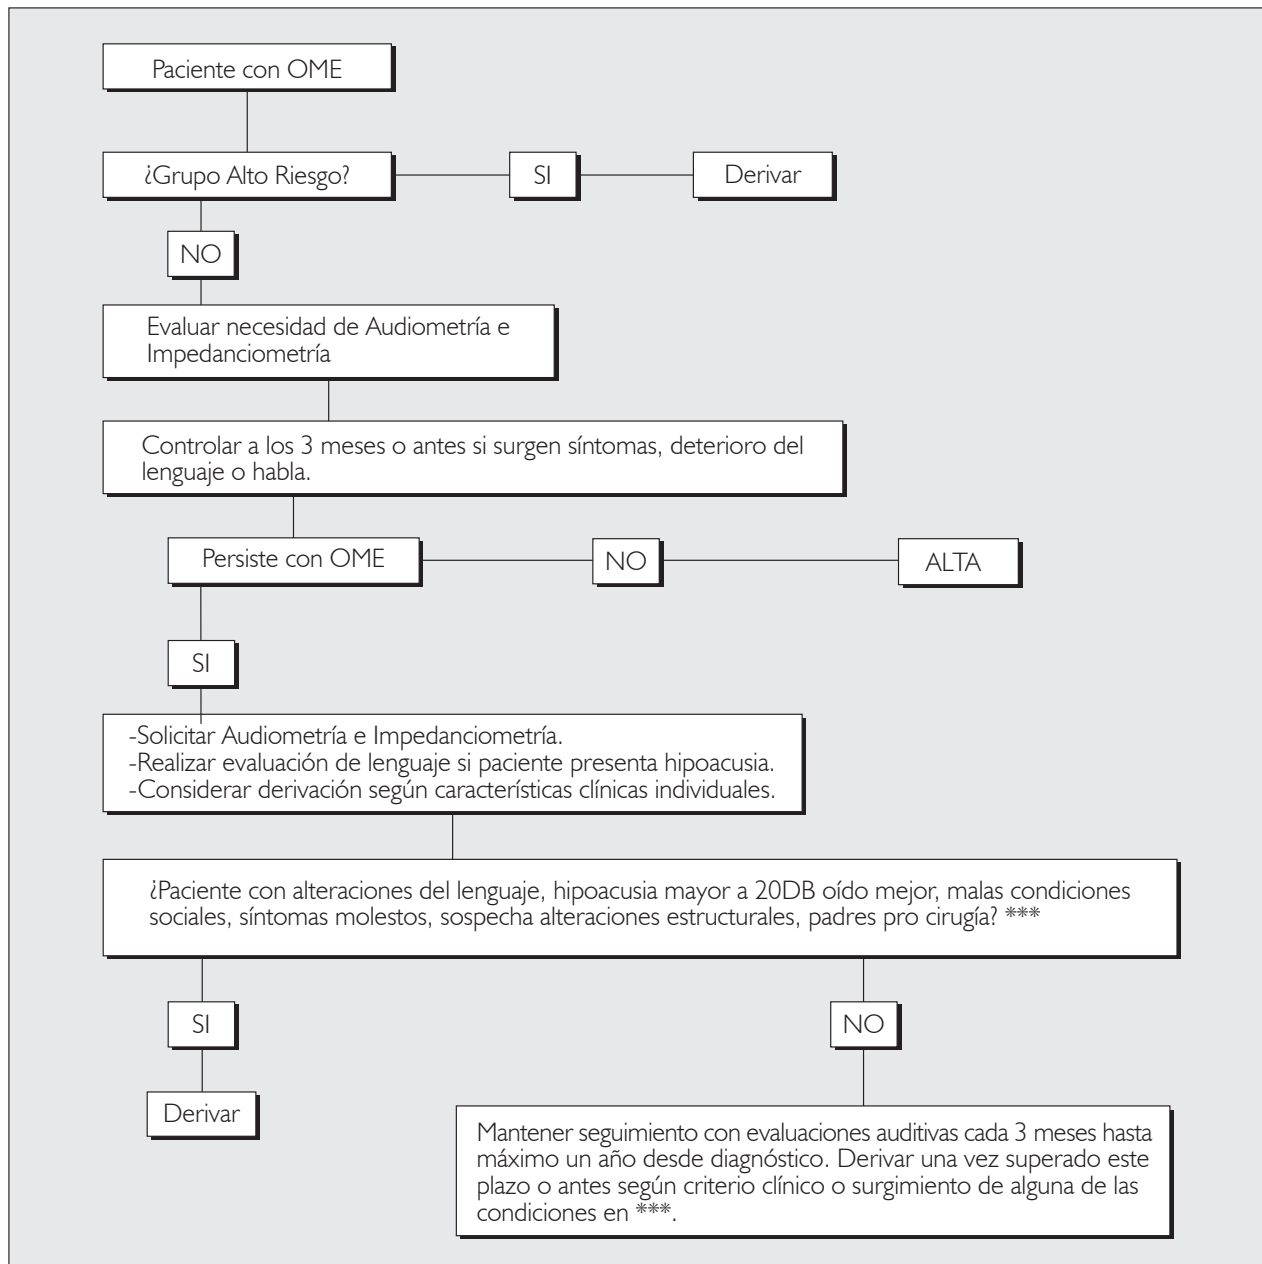 Paciente con OME
¿Grupo Alto Riesgo?
SI
Derivar
NO
Evaluar necesidad de Audiometría e
Impedanciometría
Controlar a los 3 meses o antes si surgen síntomas, deterioro del
lenguaje o habla.
Persiste con OME
NO
ALTA
SI
-Solicitar Audiometría e Impedanciometría.
-Realizar evaluación de lenguaje si paciente presenta hipoacusia.
-Considerar derivación según características clínicas individuales.
¿Paciente con alteraciones del lenguaje, hipoacusia mayor a 20DB oído mejor, malas condiciones
sociales, síntomas molestos, sospecha alteraciones estructurales, padres pro cirugía? ***
SI
NO
Derivar
Mantener seguimiento con evaluaciones auditivas cada 3 meses hasta
máximo un año desde diagnóstico. Derivar una vez superado este
plazo o antes según criterio clínico o surgimiento de alguna de las
condiciones en ***.